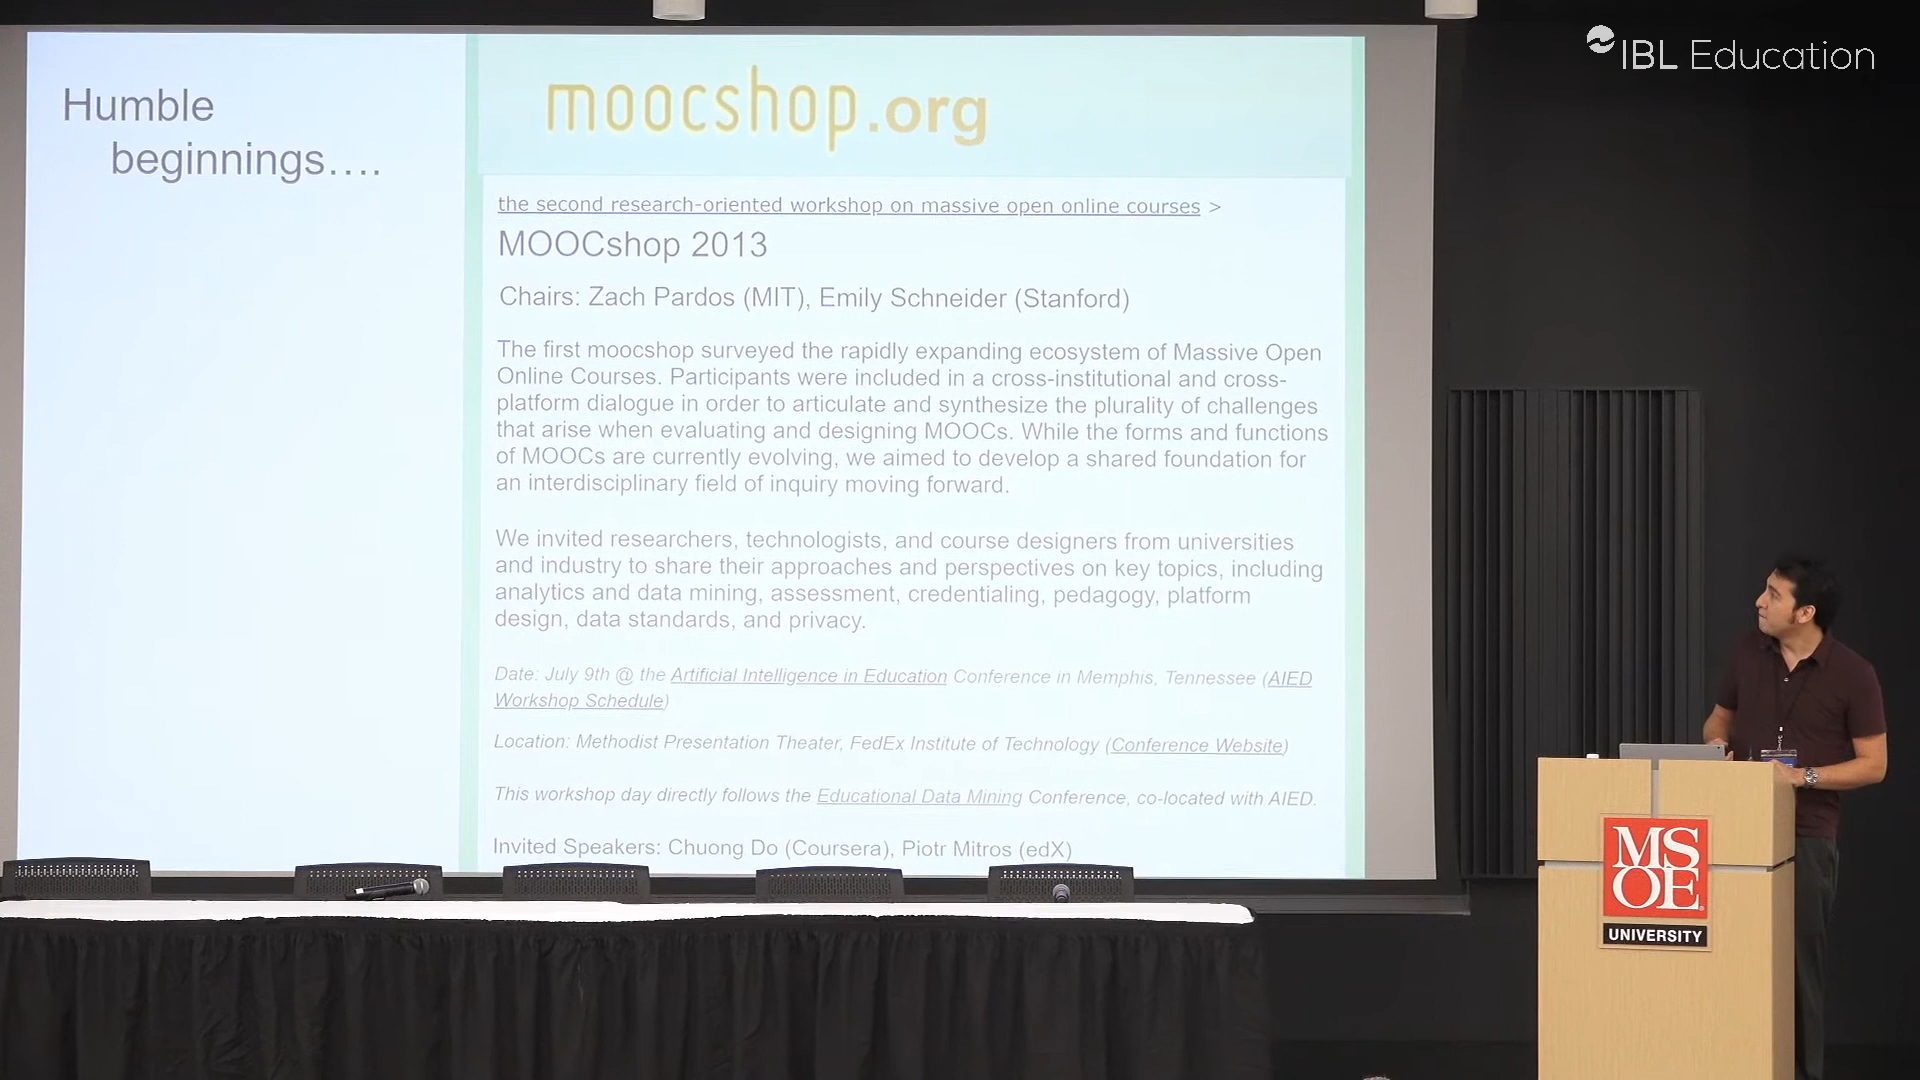 IBL Education
Humble
beginnings....
moocshop.org
the second research-oriented workshop on massive open online courses >
MOOCshop 2013
Chairs: Zach Pardos (MIT), Emily Schneider (Stanford)
The first moocshop surveyed the rapidly expanding ecosystem of Massive Open
Online Courses. Participants were included in a cross-institutional and cross-
platform dialogue in order to articulate and synthesize the plurality of challenges
that arise when evaluating and designing MOOCs. While the forms and functions
of MOOCs are currently evolving, we aimed to develop a shared foundation for
an interdisciplinary field of inquiry moving forward.
We invited researchers, technologists, and course designers from universities
and industry to share their approaches and perspectives on key topics, including
analytics and data mining, assessment, credentialing, pedagogy, platform
design, data standards, and privacy.
Date: July 9th @ the Artificial Intelligence in Education Conference in Memphis, Tennessee (AIED
Workshop Schedule)
Location: Methodist Presentation Theater, FedEx Institute of Technology (Conference Website)
This workshop day directly follows the Educational Data Mining Conference, co-located with AIED.
Invited Speakers: Chuong Do (Coursera), Piotr Mitros (edX)
MS
OE
UNIVERSITY